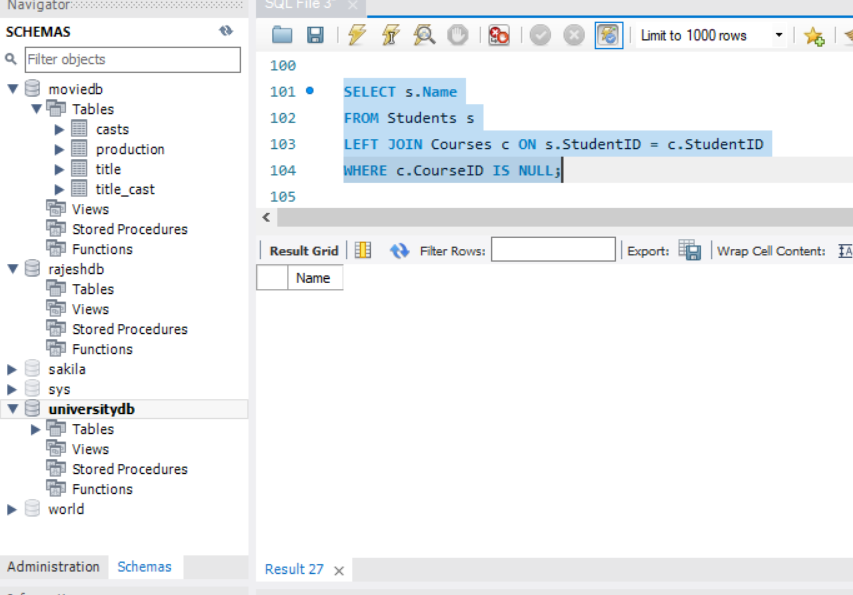 Navigator
SCHEMAS
Filter objects
moviedb
Tables
casts
production
title
title_cast
Views
Stored Procedures
Functions
rajeshdb
Tables
Views
Stored Procedures
Functions
sakila
sys
universitydb
Tables
Views
Stored Procedures
Functions
world
Administration Schemas
SQL File 3*
Limit to 1000 rows
100
101 SELECT s.Name
102 FROM Students s
103 LEFT JOIN Courses c ON s.StudentID = c.StudentID
104 WHERE c.CourseID IS NULL;
105
Result Grid Filter Rows: Export: Wrap Cell Content:
Name
Result 27